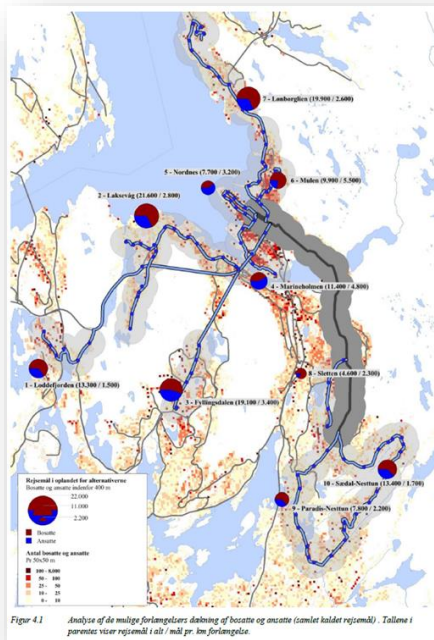 7 - Lønborglien (19.900 / 2.600)
5 - Nordnes (7.700 / 3.200)
6 - Mulen (9.900 / 5.500)
2 - Laksevåg (21.600 / 2.800)
4 - Marineholmen (11.400 / 4.800)
1 - Loddefjorden (13.300 / 1.500)
3 - Fyllingsdalen (19.100 / 3.400)
8 - Sletten (4.600 / 2.300)
10 - Sædal-Nesttun (13.400 / 1.700)
9 - Paradis-Nesttun (7.800 / 2.200)
Rejsemål i oplandet for alternativerne
Bosatte og ansatte indenfor 400 m
22.000
11.000
2.200
Bosatte
Ansatte
Antal bosatte og ansatte
Pr 50x50 m
100 - 8.000
50 - 100
25 - 50
10 - 25
0 - 10
Figur 4.1 Analyse af de mulige forlængelsers dækning af bosatte og ansatte (samlet kaldet rejsemål) . Tallene i
parentes viser rejsemål i alt / mål pr. km forlængelse.